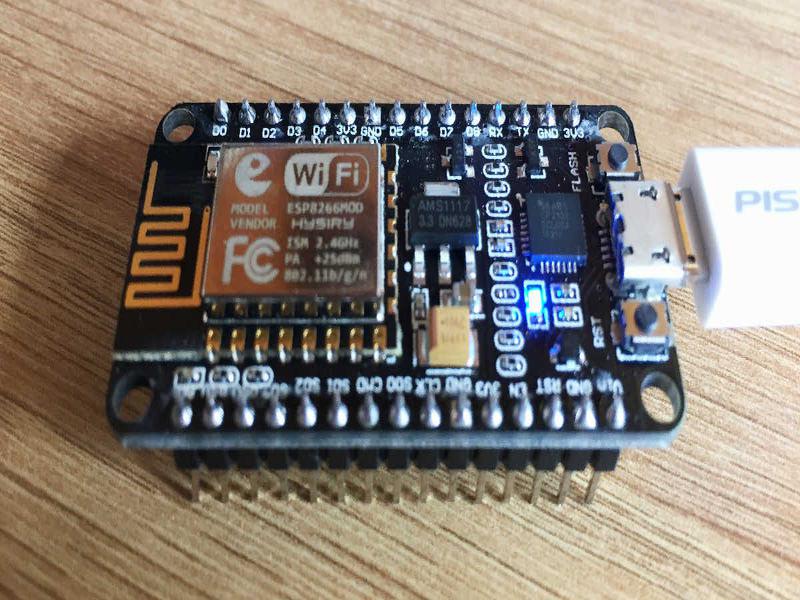 D0 D1 D2 D3 D4 3V3 GND D5 D6 D7 D8 RX TX GND 3V3
WiFi
MODEL ESP8266MOD
VENDOR
ISM 2.4GHz
PA +25dBm
802.11b/g/n
FC
AMS1117
3.3 DN628
FLASH
RST
PIS
SD2 SD1 CMD SD0 CLK GND 3V3 EN RST GND Vin